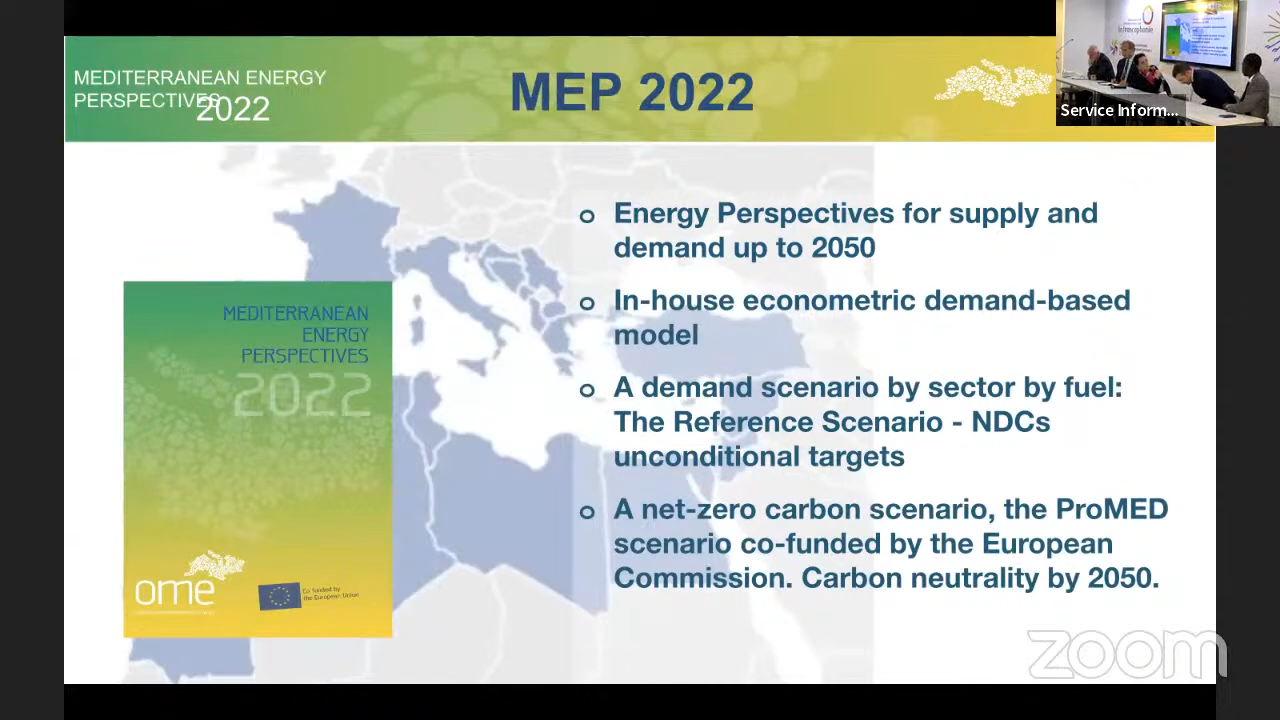 MEDITERRANEAN ENERGY
PERSPECTIVES
2022
MEP 2022
Service Inform...
o Energy Perspectives for supply and
demand up to 2050
o In-house econometric demand-based
model
o A demand scenario by sector by fuel:
The Reference Scenario - NDCs
unconditional targets
o A net-zero carbon scenario, the ProMED
scenario co-funded by the European
Commission. Carbon neutrality by 2050.
MEDITERRANEAN
ENERGY
PERSPECTIVES
2022
ome
Co funded by
the European Union
zoom